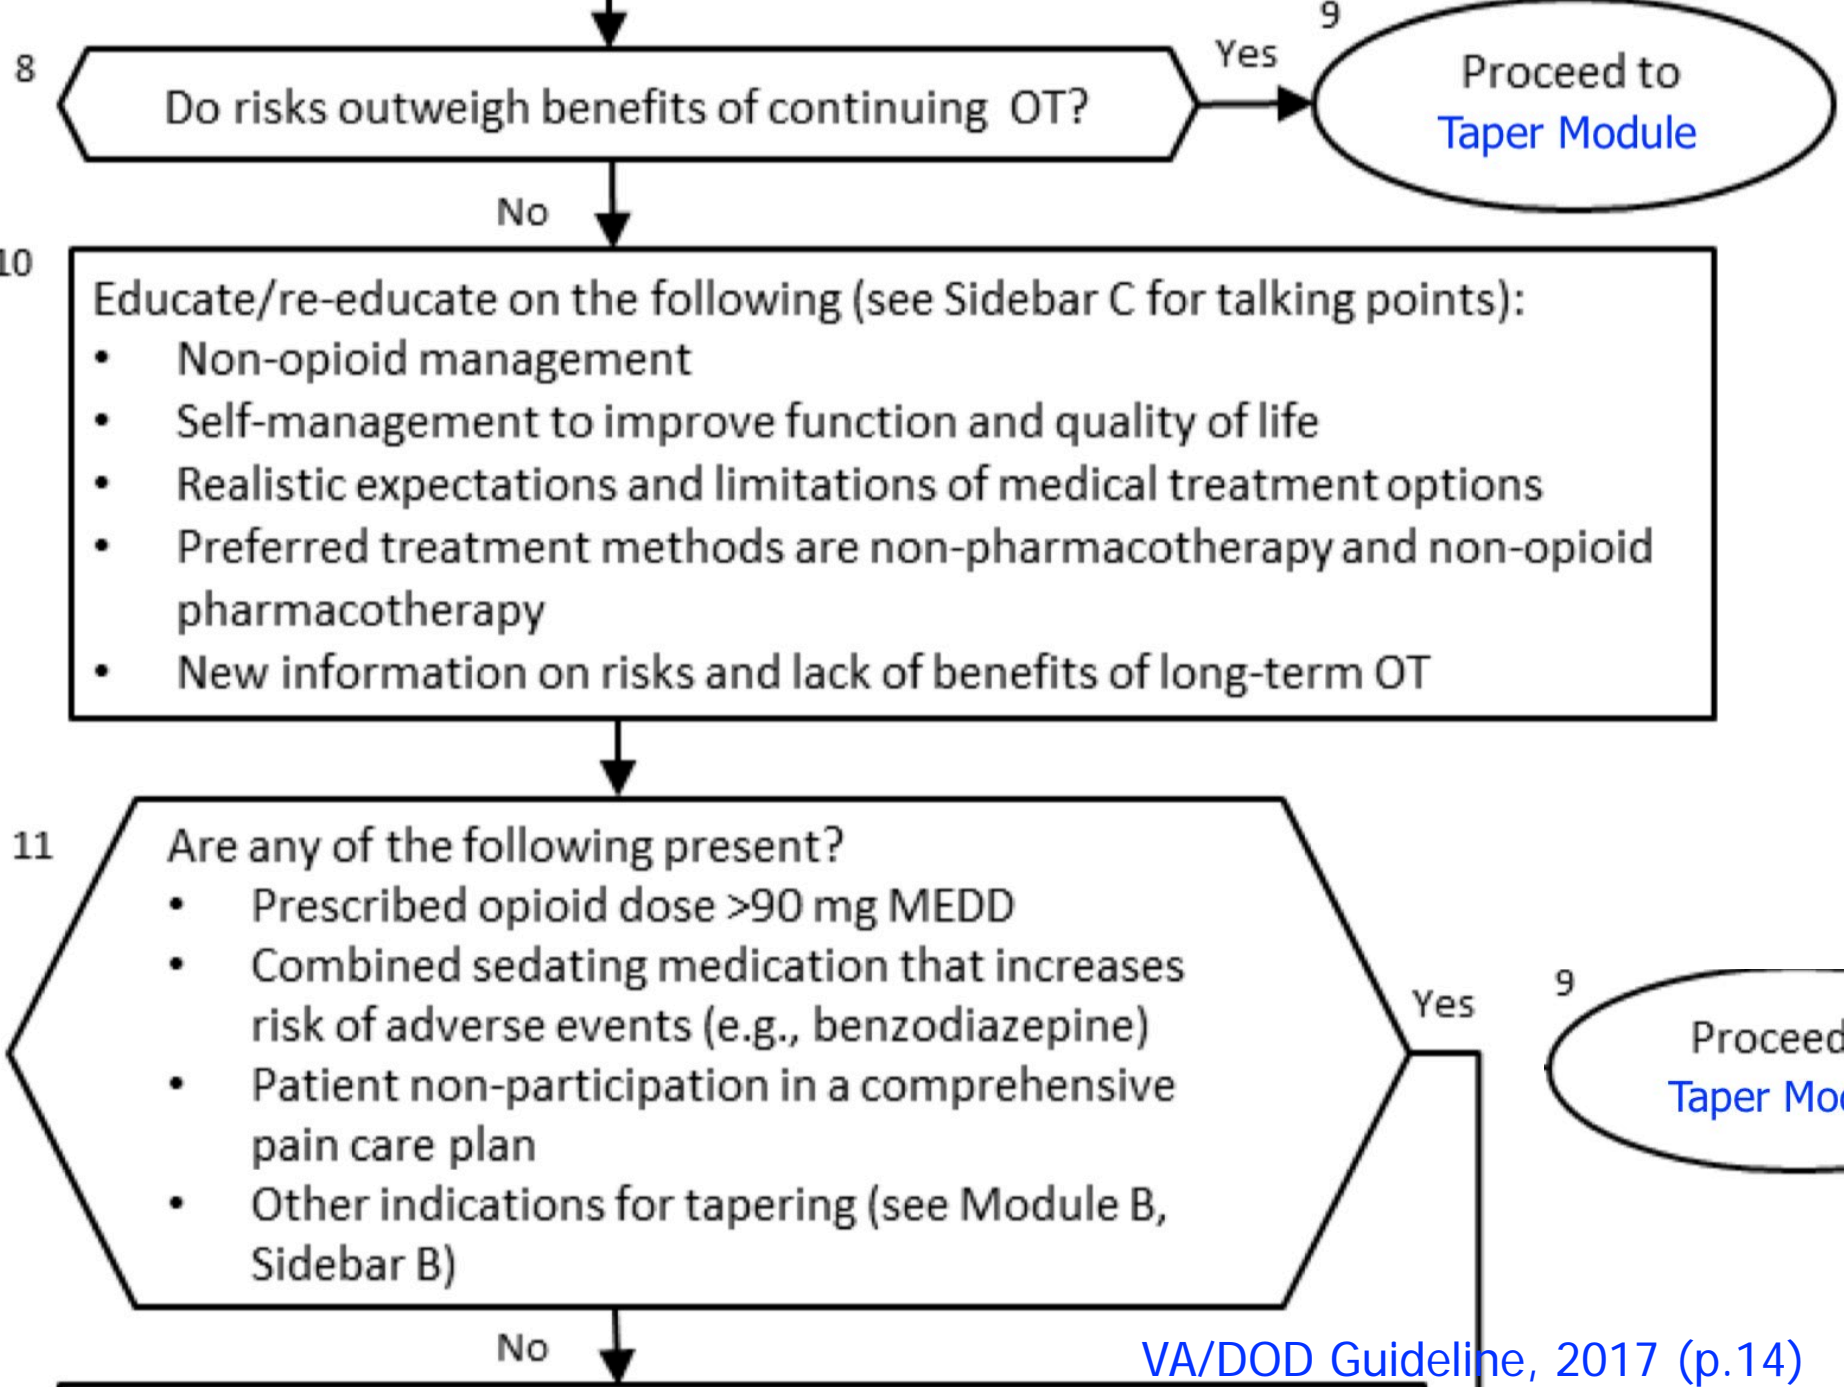 8
Do risks outweigh benefits of continuing OT?
Yes
9
Proceed to
Taper Module
No
10
Educate/re-educate on the following (see Sidebar C for talking points):
• Non-opioid management
• Self-management to improve function and quality of life
• Realistic expectations and limitations of medical treatment options
• Preferred treatment methods are non-pharmacotherapy and non-opioid
pharmacotherapy
• New information on risks and lack of benefits of long-term OT
11
Are any of the following present?
• Prescribed opioid dose >90 mg MEDD
• Combined sedating medication that increases
risk of adverse events (e.g., benzodiazepine)
• Patient non-participation in a comprehensive
pain care plan
• Other indications for tapering (see Module B,
Sidebar B)
Yes
9
Proceed
Taper
No
VA/DOD Guideline, 2017 (p.14)